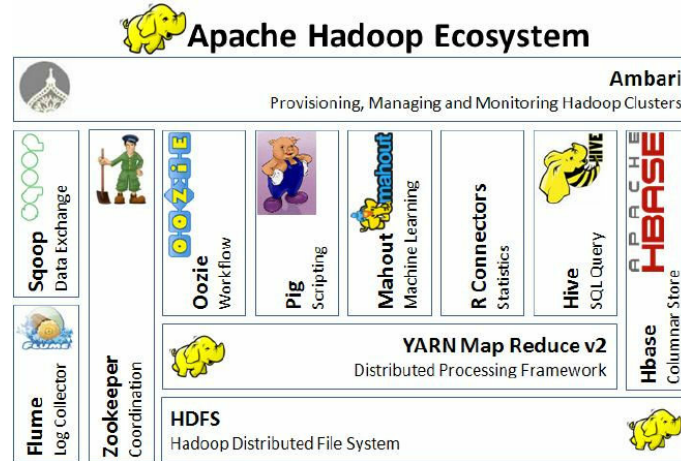 Apache Hadoop Ecosystem
Ambari
Provisioning, Managing and Monitoring Hadoop Clusters
sqoop
Sqoop
Data Exchange
FLUME
Flume
Log Collector
Zookeeper
Coordination
OOZIE
Oozie
Workflow
Pig
Scripting
mahout
Mahout
Machine Learning
R Connectors
Statistics
HIVE
Hive
SQL Query
APACHE
HBASE
Hbase
Columnar Store
YARN Map Reduce v2
Distributed Processing Framework
HDFS
Hadoop Distributed File System